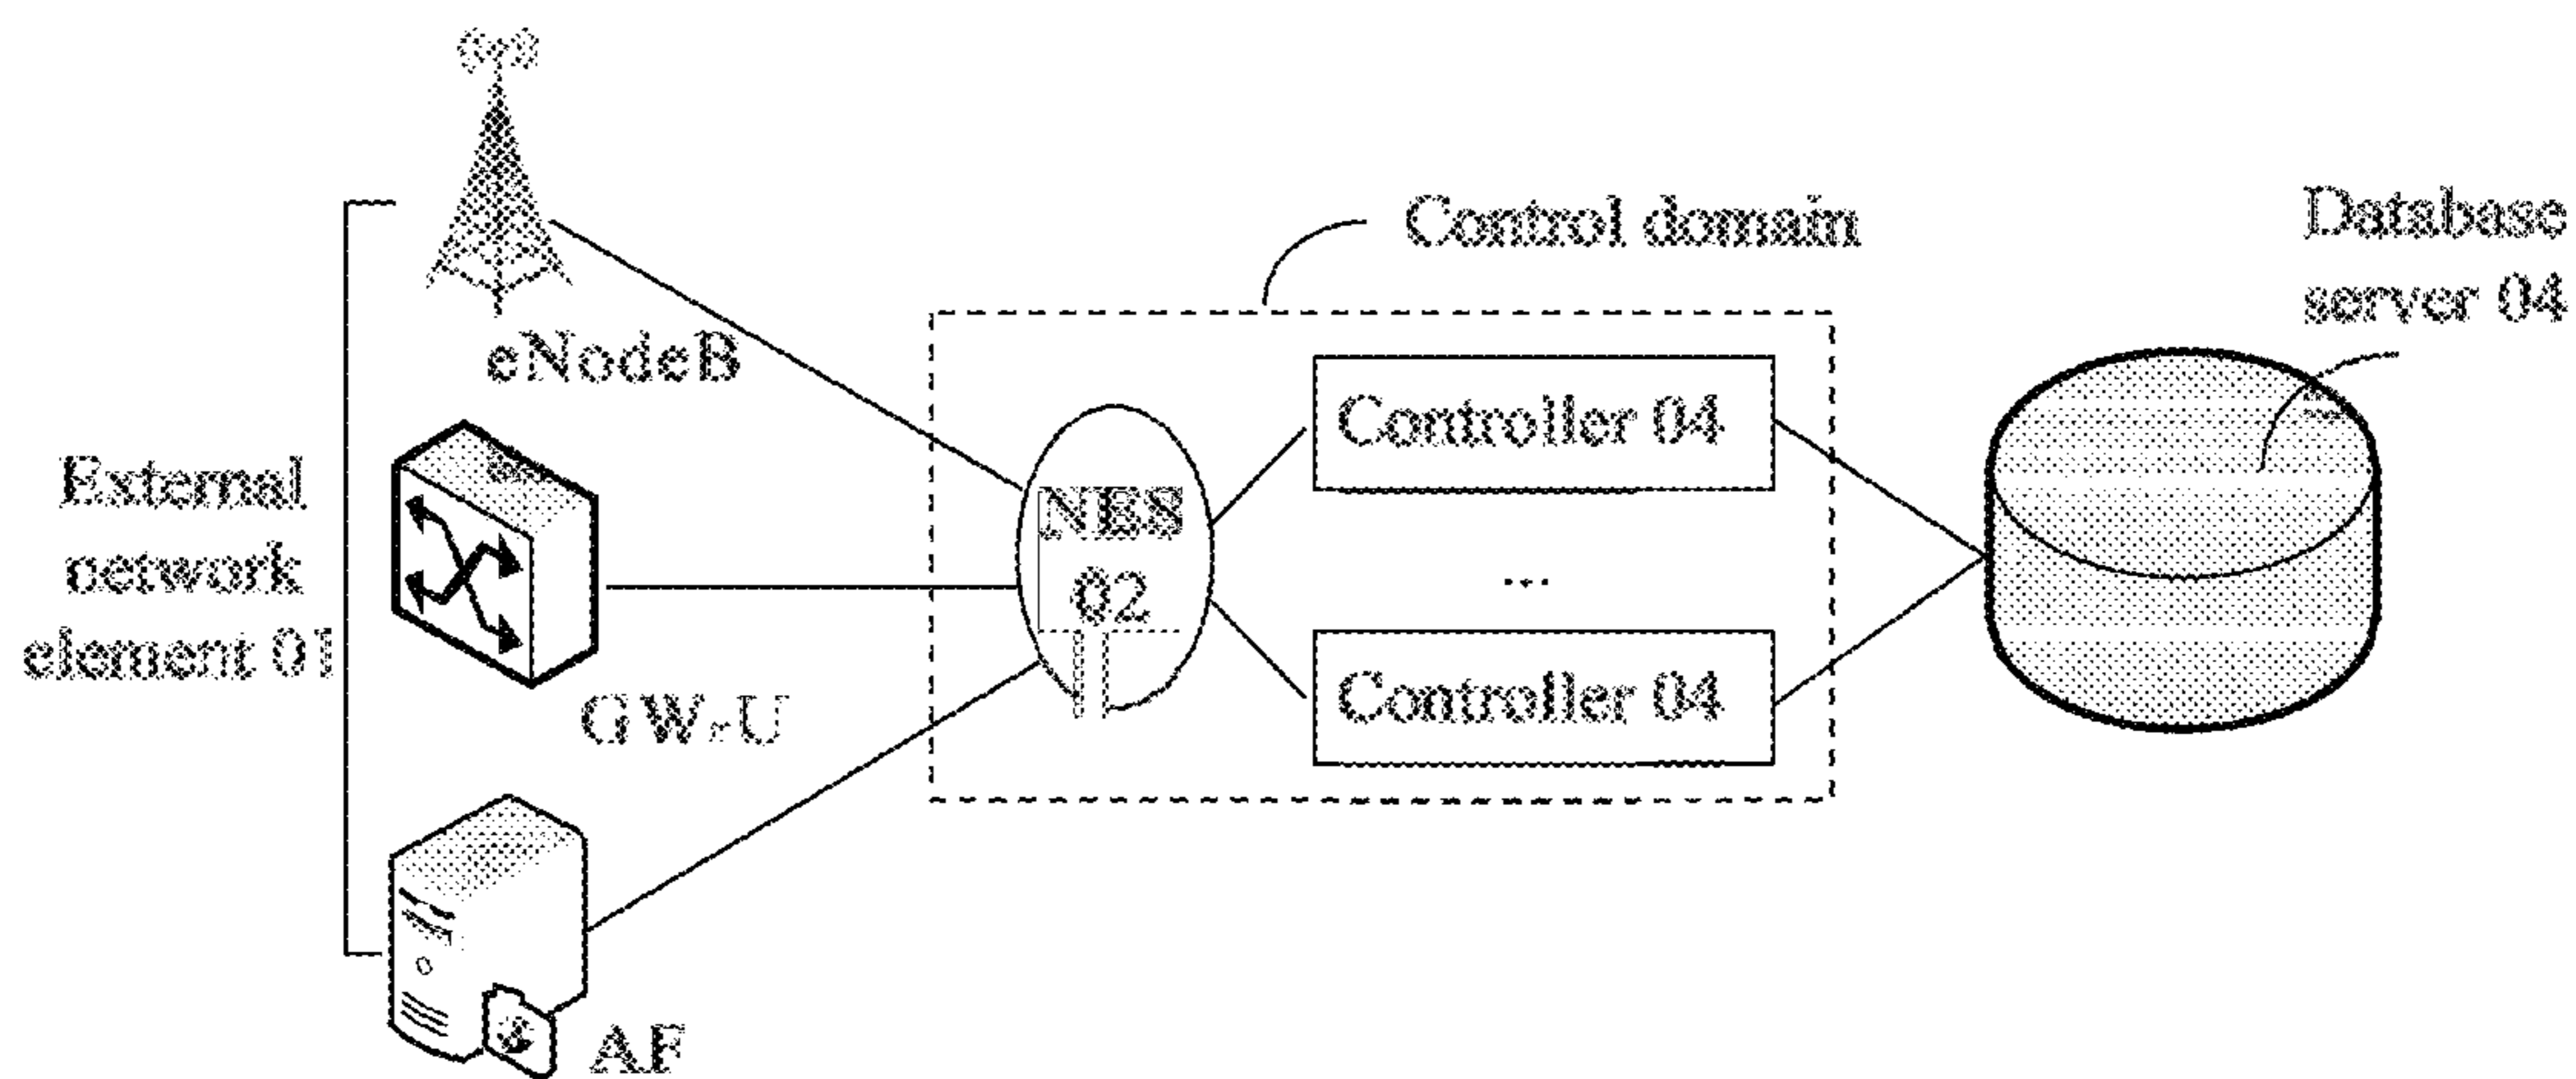 Control domain
Database
server 04
eNodeB
Controller 04
External
network
element 01
NES
02
...
GW-U
Controller 04
AF